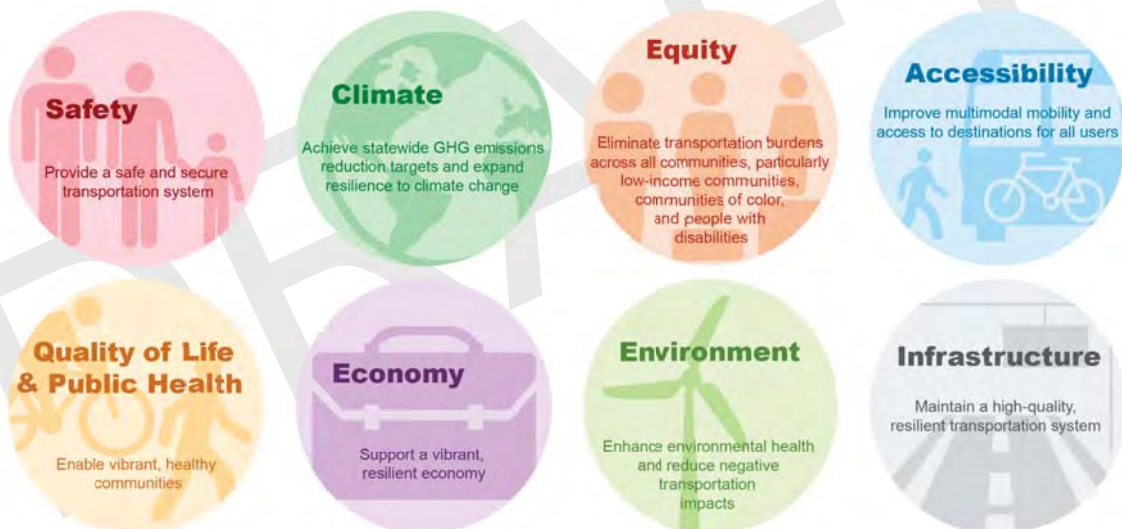 Safety
Provide a safe and secure
transportation system
Climate
Achieve statewide GHG emissions
reduction targets and expand
resilience to climate change
Equity
Eliminate transportation burdens
across all communities, particularly
low-income communities,
communities of color,
and people with
disabilities
Accessibility
Improve multimodal mobility and
access to destinations for all users
Quality of Life
& Public Health
Enable vibrant, healthy
communities
Economy
Support a vibrant,
resilient economy
Environment
Enhance environmental health
and reduce negative
transportation
impacts
Infrastructure
Maintain a high-quality,
resilient transportation system